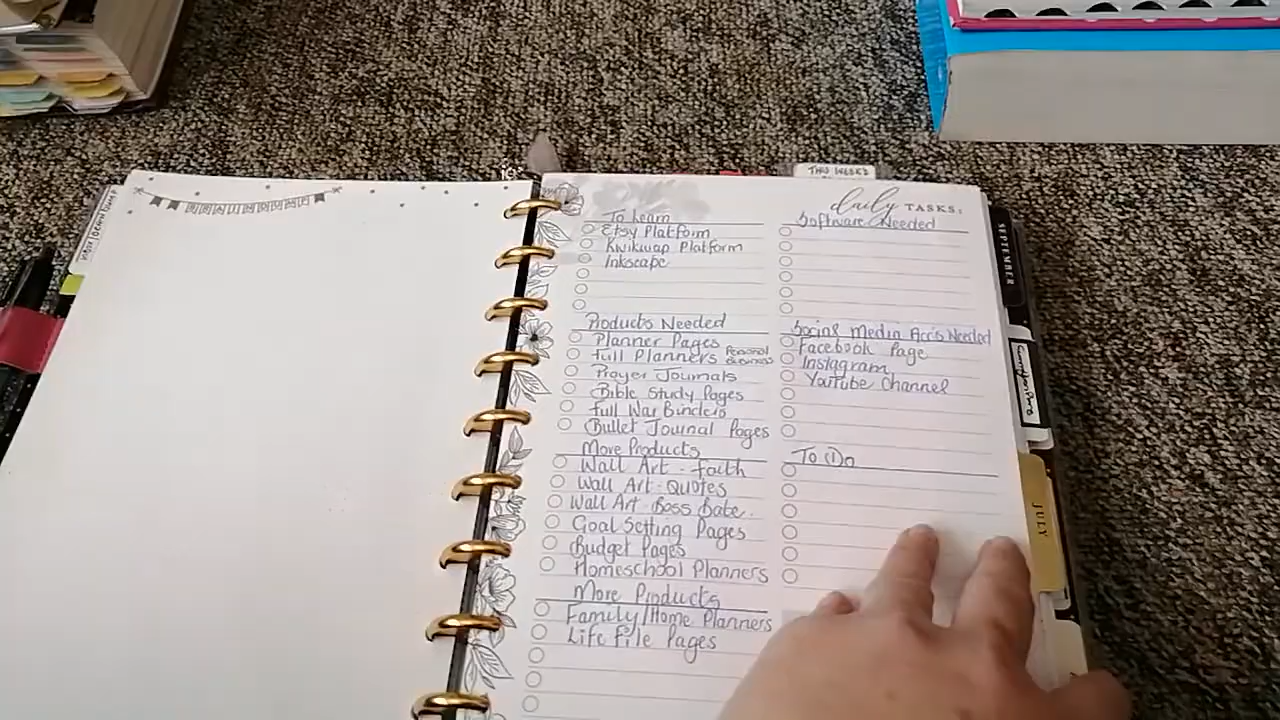 THIS WEEK'S
daily TASKS:
To Learn
Etsy Platform
Kwikwap Platform
Inkscape
Products Needed
Planner Pages
Full Planners Personal Business
Prayer Journals
Bible Study Pages
Full War Binders
Bullet Journal Pages
More Products
Wall Art - Faith
Wall Art - Quotes
Wall Art - Boss Babe
Goal Setting Pages
Budget Pages
Homeschool Planners
More Products
Family/Home Planners
Life File Pages
Software Needed
Social Media Acc's Needed
Facebook Page
Instagram
YouTube Channel
To Do
SEPTEMBER
JULY